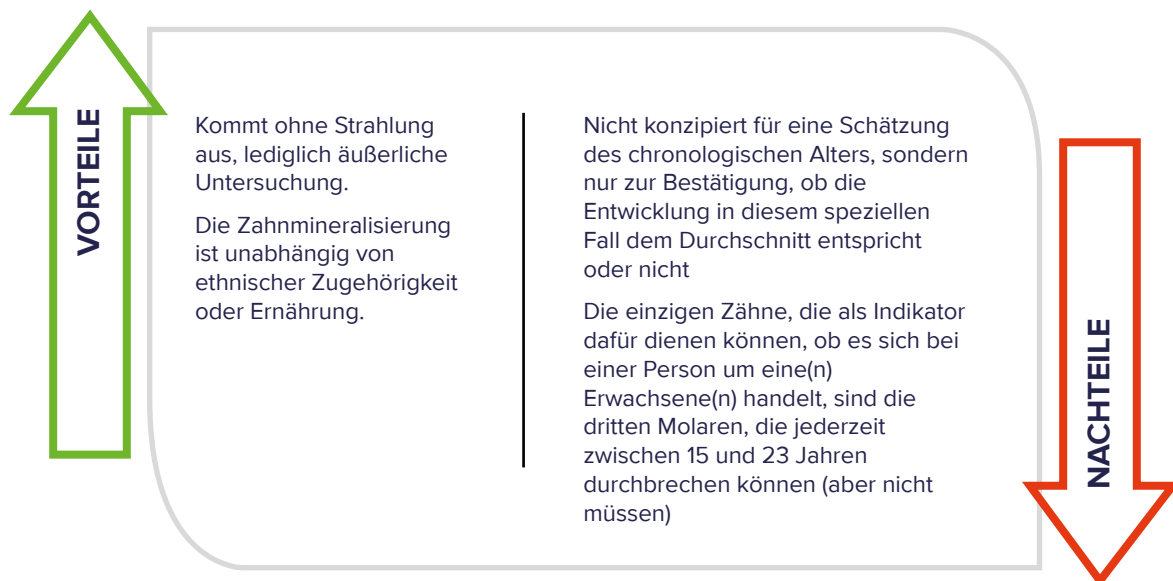 VORTEILE
Kommt ohne Strahlung
aus, lediglich äußerliche
Untersuchung.
Die Zahnmineralisierung
ist unabhängig von
ethnischer Zugehörigkeit
oder Ernährung.
Nicht konzipiert für eine Schätzung
des chronologischen Alters, sondern
nur zur Bestätigung, ob die
Entwicklung in diesem speziellen
Fall dem Durchschnitt entspricht
oder nicht
Die einzigen Zähne, die als Indikator
dafür dienen können, ob es sich bei
einer Person um eine(n)
Erwachsene(n) handelt, sind die
dritten Molaren, die jederzeit
zwischen 15 und 23 Jahren
durchbrechen können (aber nicht
müssen)
NACHTEILE